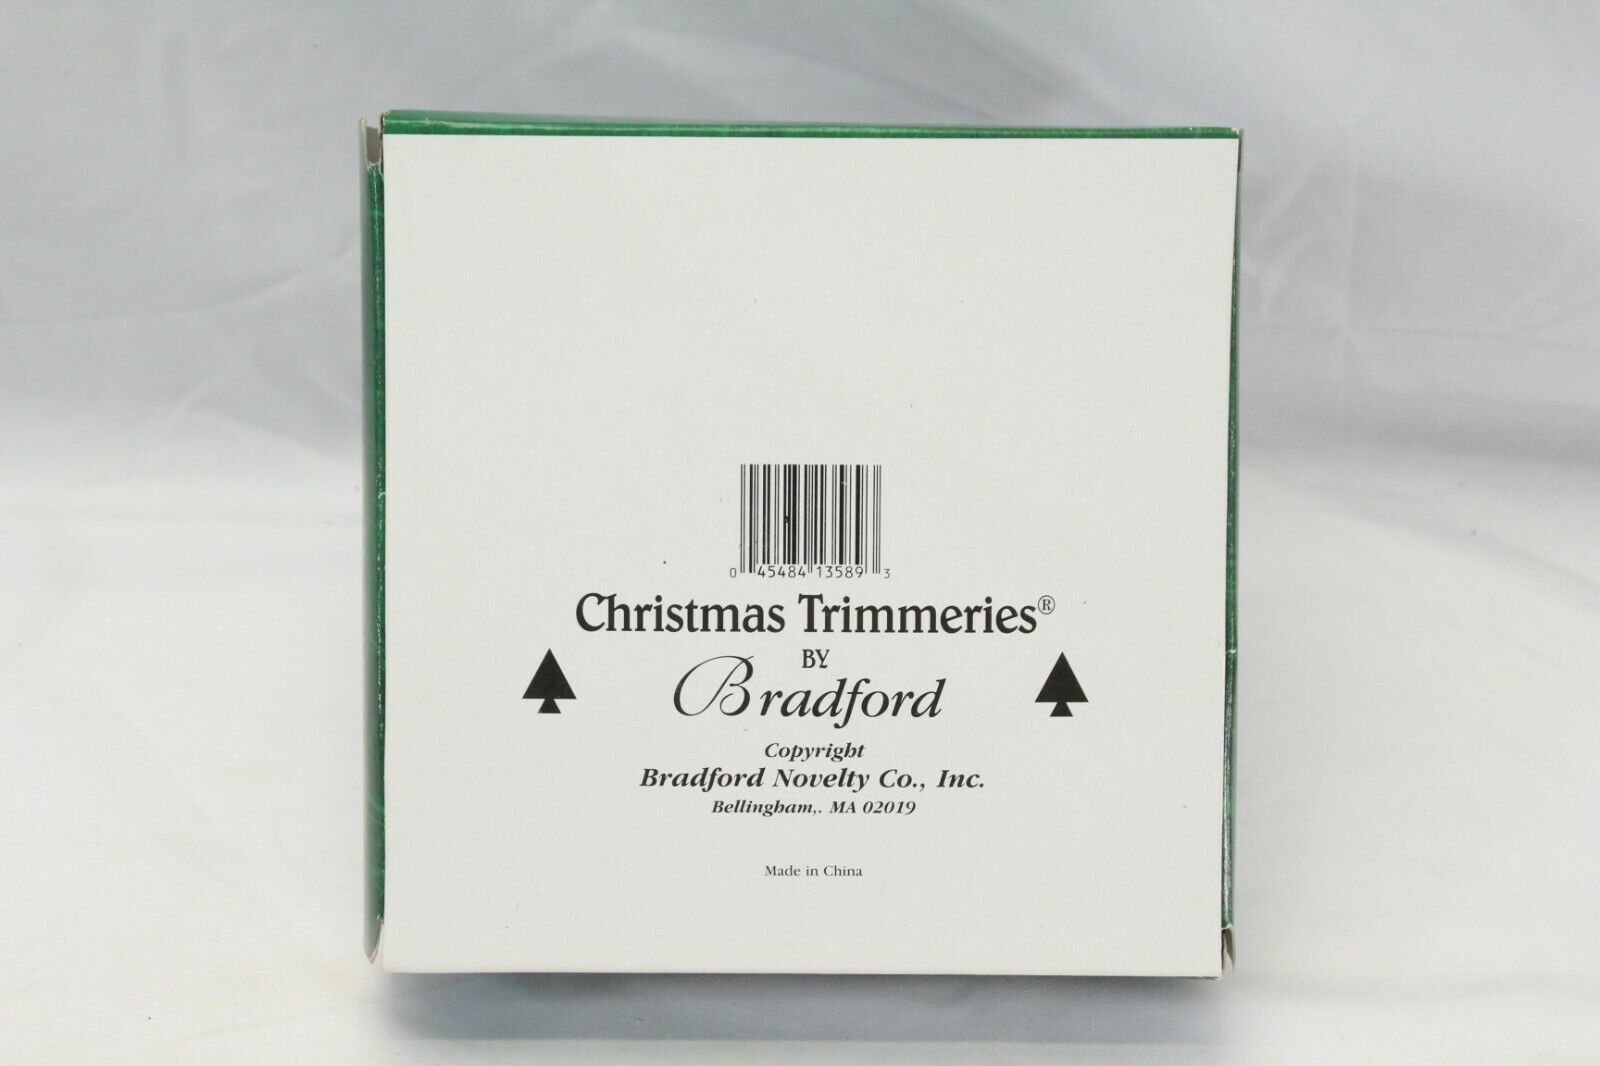 0 45484 13589 3
Christmas Trimmeries®
BY
Bradford
Copyright
Bradford Novelty Co., Inc.
Bellingham,. MA 02019
Made in China